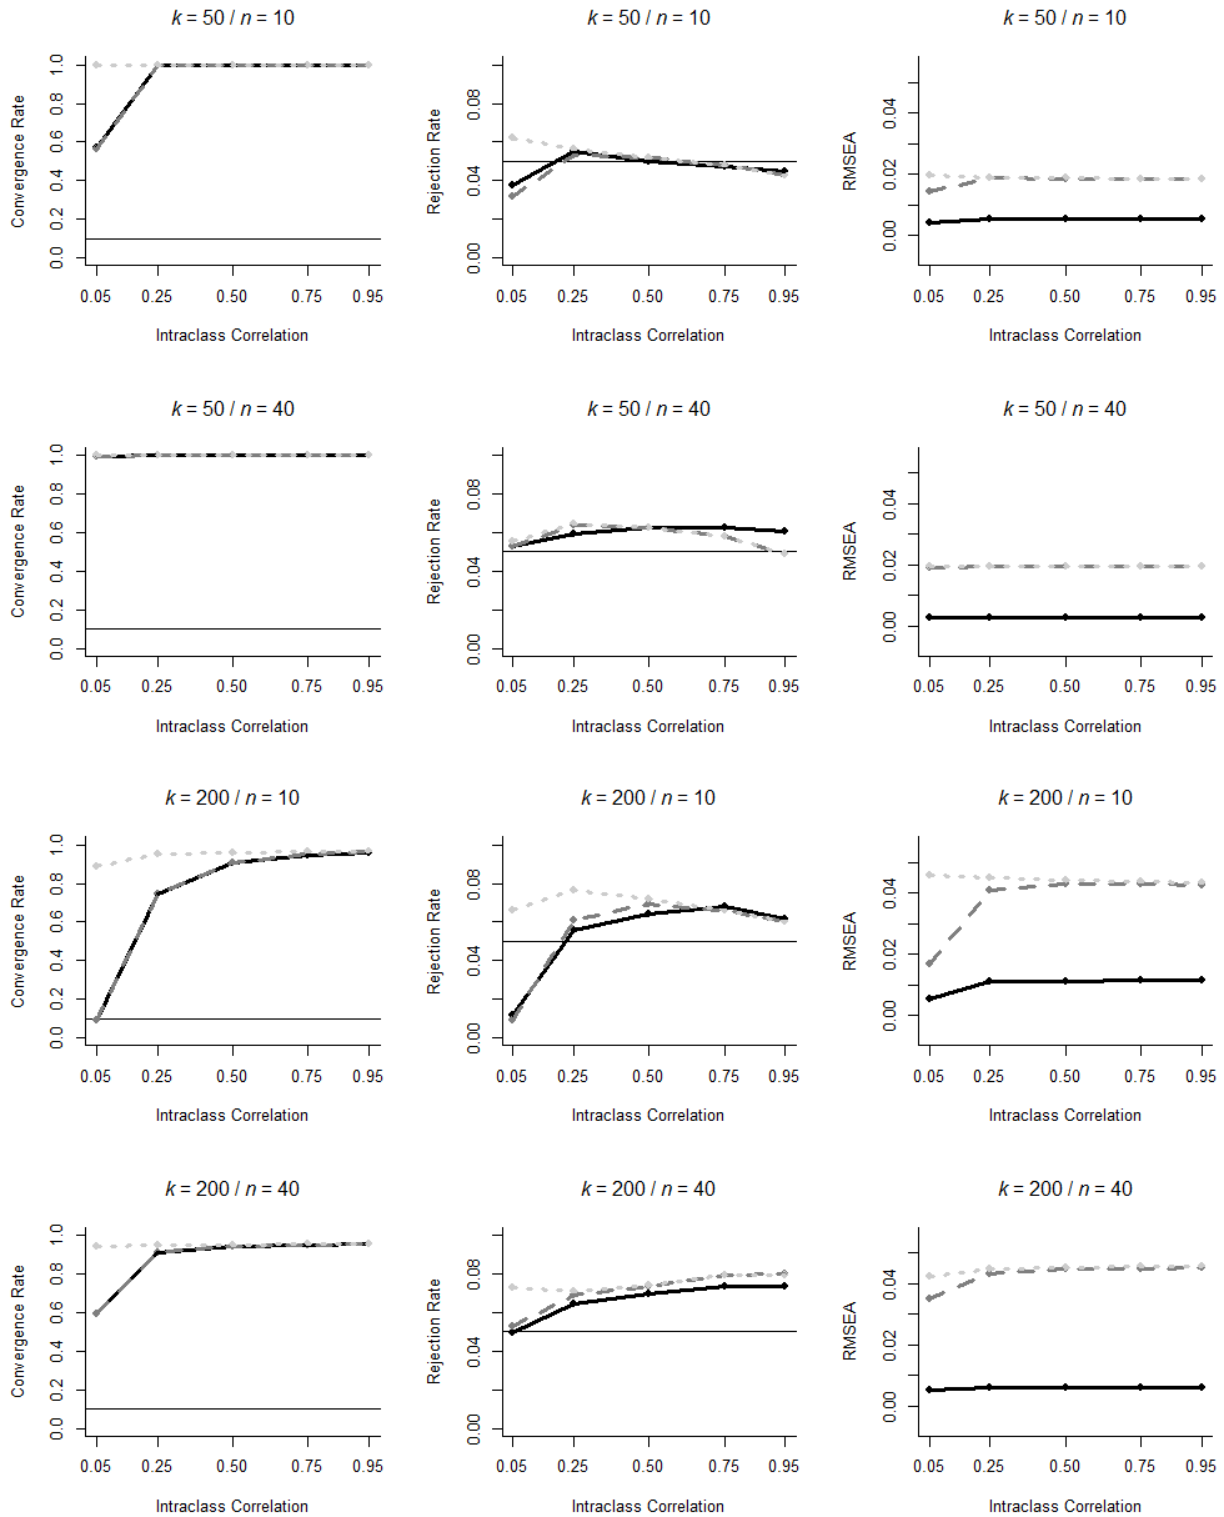 k = 50 / n = 10
k = 50 / n = 10
k = 50 / n = 10
Convergence Rate
0.0 0.2 0.4 0.6 0.8 1.0
0.05 0.25 0.50 0.75 0.95
Intraclass Correlation
Rejection Rate
0.00 0.04 0.08
0.05 0.25 0.50 0.75 0.95
Intraclass Correlation
RMSEA
0.00 0.02 0.04
0.05 0.25 0.50 0.75 0.95
Intraclass Correlation
k = 50 / n = 40
k = 50 / n = 40
k = 50 / n = 40
Convergence Rate
0.0 0.2 0.4 0.6 0.8 1.0
0.05 0.25 0.50 0.75 0.95
Intraclass Correlation
Rejection Rate
0.00 0.04 0.08
0.05 0.25 0.50 0.75 0.95
Intraclass Correlation
RMSEA
0.00 0.02 0.04
0.05 0.25 0.50 0.75 0.95
Intraclass Correlation
k = 200 / n = 10
k = 200 / n = 10
k = 200 / n = 10
Convergence Rate
0.0 0.2 0.4 0.6 0.8 1.0
0.05 0.25 0.50 0.75 0.95
Intraclass Correlation
Rejection Rate
0.00 0.04 0.08
0.05 0.25 0.50 0.75 0.95
Intraclass Correlation
RMSEA
0.00 0.02 0.04
0.05 0.25 0.50 0.75 0.95
Intraclass Correlation
k = 200 / n = 40
k = 200 / n = 40
k = 200 / n = 40
Convergence Rate
0.0 0.2 0.4 0.6 0.8 1.0
0.05 0.25 0.50 0.75 0.95
Intraclass Correlation
Rejection Rate
0.00 0.04 0.08
0.05 0.25 0.50 0.75 0.95
Intraclass Correlation
RMSEA
0.00 0.02 0.04
0.05 0.25 0.50 0.75 0.95
Intraclass Correlation